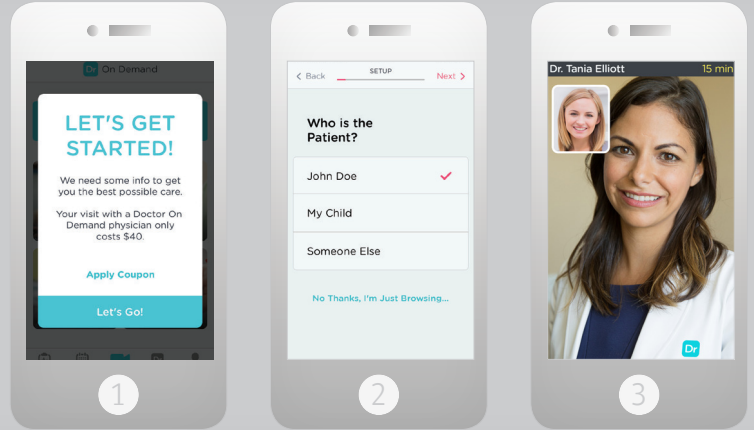 Dr On Demand
LET'S GET
STARTED!
We need some info to get
you the best possible care.
Your visit with a Doctor On
Demand physician only
costs $40.
Apply Coupon
Let's Go!
1
Back SETUP Next
Who is the
Patient?
John Doe
My Child
Someone Else
No Thanks, I'm Just Browsing...
2
Dr. Tania Elliott 15 min
Dr
3